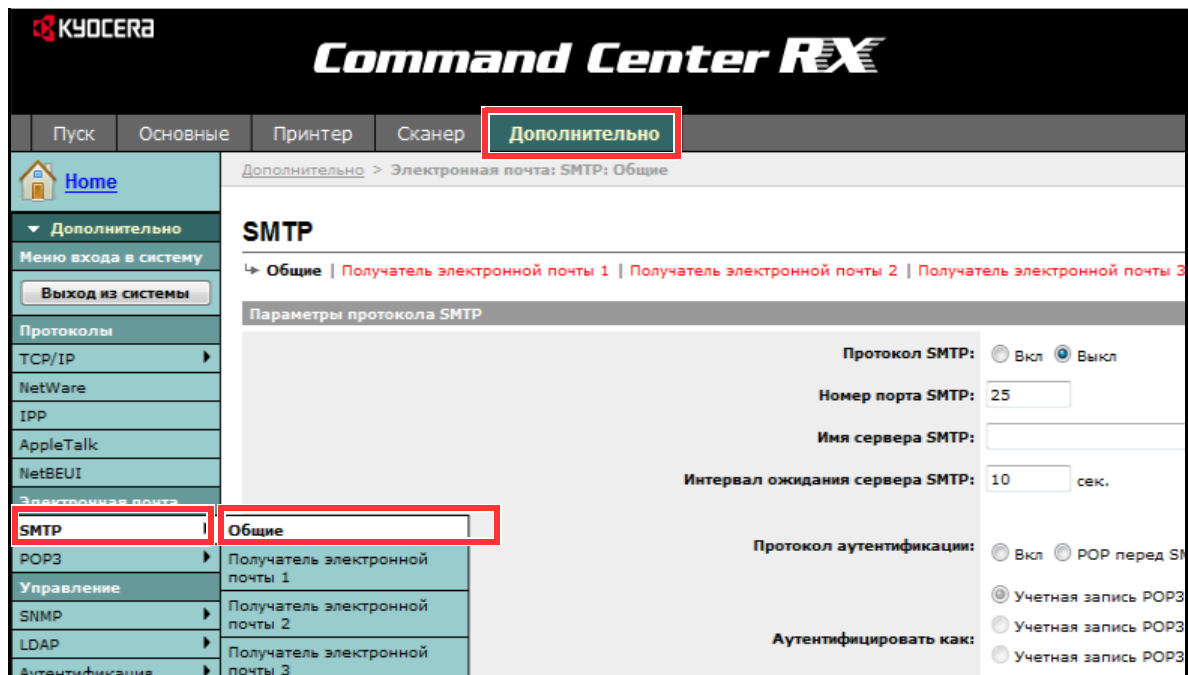 KYOCERA
Command Center RX
Пуск Основные Принтер Сканер Дополнительно
Home
Дополнительно > Электронная почта: SMTP: Общие
Дополнительно
Меню входа в систему
Выход из системы
Протоколы
TCP/IP
NetWare
IPP
AppleTalk
NetBEUI
Электронная почта
SMTP
POP3
Управление
SNMP
LDAP
Аутентификация
Общие
Получатель электронной
почты 1
Получатель электронной
почты 2
Получатель электронной
почты 3
SMTP
Общие | Получатель электронной почты 1 | Получатель электронной почты 2 | Получатель электронной почты 3
Параметры протокола SMTP
Протокол SMTP: Вкл Выкл
Номер порта SMTP: 25
Имя сервера SMTP:
Интервал ожидания сервера SMTP: 10 сек.
Протокол аутентификации: Вкл POP перед
Аутентифицировать как:
Учетная запись POP3
Учетная запись POP3
Учетная запись POP3